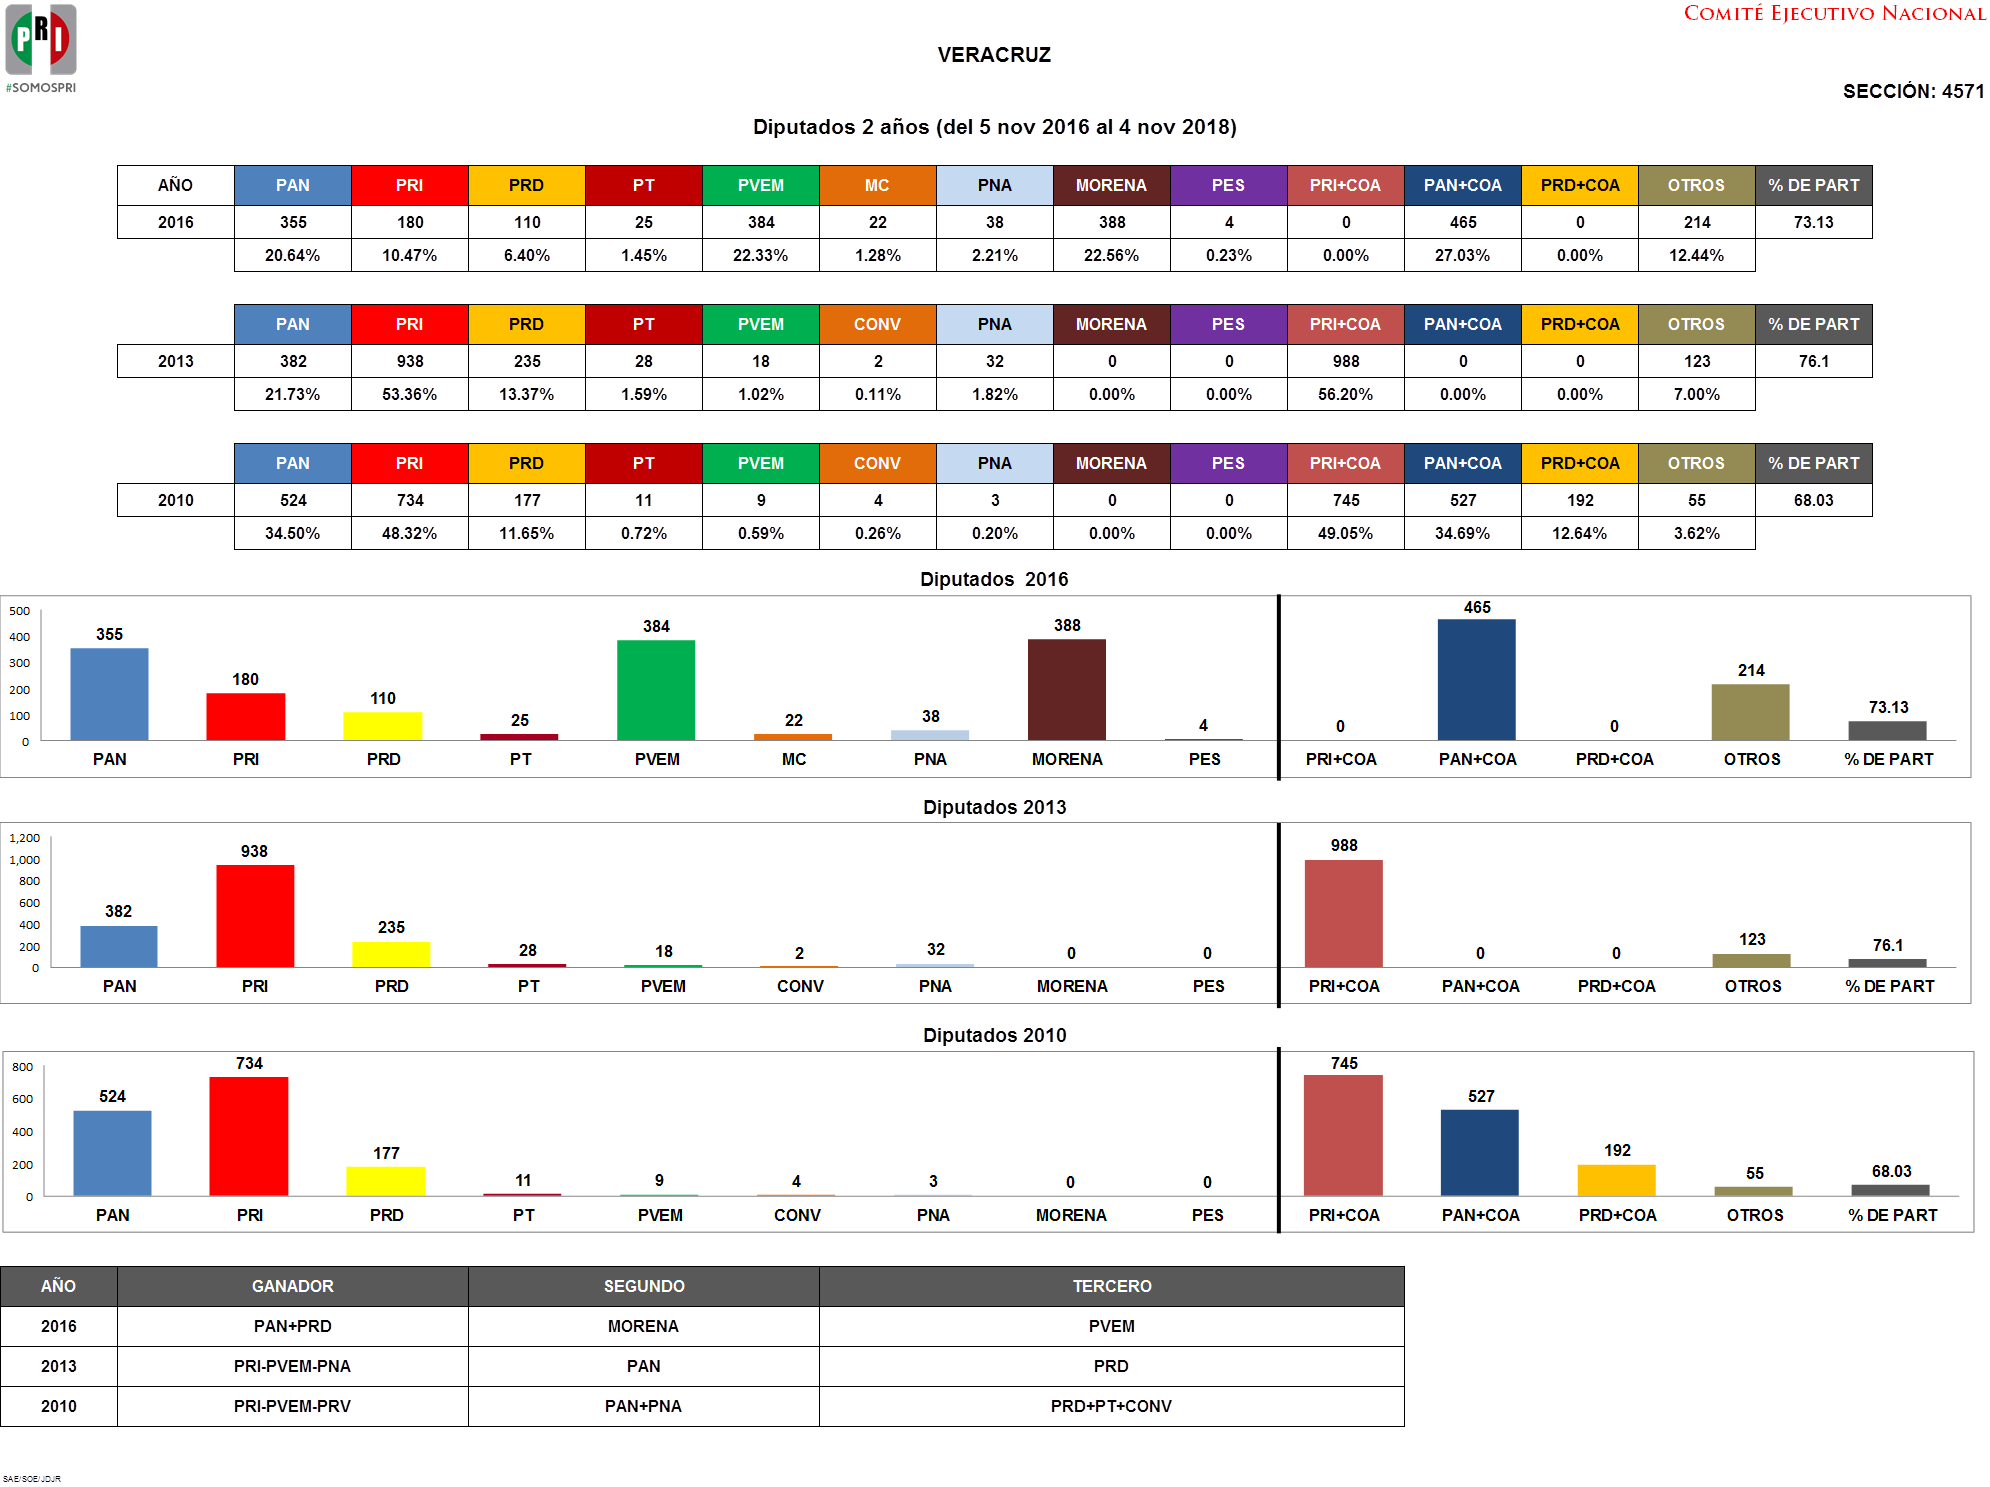 PRI
#SOMOSPRI
COMITÉ EJECUTIVO NACIONAL
VERACRUZ
SECCIÓN: 4571
Diputados 2 años (del 5 nov 2016 al 4 nov 2018)
AÑO PAN PRI PRD PT PVEM MC PNA MORENA PES PRI+COA PAN+COA PRD+COA OTROS % DE PART
2016 355 180 110 25 384 22 38 388 4 0 465 0 214 73.13
20.64% 10.47% 6.40% 1.45% 22.33% 1.28% 2.21% 22.56% 0.23% 0.00% 27.03% 0.00% 12.44%
PAN PRI PRD PT PVEM CONV PNA MORENA PES PRI+COA PAN+COA PRD+COA OTROS % DE PART
2013 382 938 235 28 18 2 32 0 0 988 0 0 123 76.1
21.73% 53.36% 13.37% 1.59% 1.02% 0.11% 1.82% 0.00% 0.00% 56.20% 0.00% 0.00% 7.00%
PAN PRI PRD PT PVEM CONV PNA MORENA PES PRI+COA PAN+COA PRD+COA OTROS % DE PART
2010 524 734 177 11 9 4 3 0 0 745 527 192 55 68.03
34.50% 48.32% 11.65% 0.72% 0.59% 0.26% 0.20% 0.00% 0.00% 49.05% 34.69% 12.64% 3.62%
Diputados 2016
500
400
300
200
100
0
355 180 110 25 384 22 38 388 4 0 465 0 214 73.13
PAN PRI PRD PT PVEM MC PNA MORENA PES PRI+COA PAN+COA PRD+COA OTROS % DE PART
Diputados 2013
1,200
1,000
800
600
400
200
0
382 938 235 28 18 2 32 0 0 988 0 0 123 76.1
PAN PRI PRD PT PVEM CONV PNA MORENA PES PRI+COA PAN+COA PRD+COA OTROS % DE PART
Diputados 2010
800
600
400
200
0
524 734 177 11 9 4 3 0 0 745 527 192 55 68.03
PAN PRI PRD PT PVEM CONV PNA MORENA PES PRI+COA PAN+COA PRD+COA OTROS % DE PART
AÑO GANADOR SEGUNDO TERCERO
2016 PAN+PRD MORENA PVEM
2013 PRI-PVEM-PNA PAN PRD
2010 PRI-PVEM-PRV PAN+PNA PRD+PT+CONV
SAE/SOE/JDJR